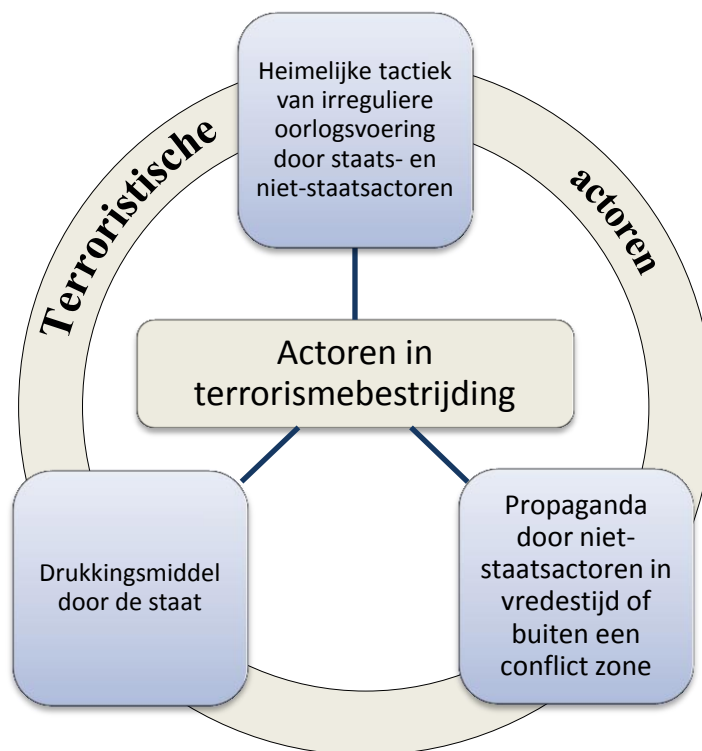 Heimelijke tactiek
van irreguliere
oorlogsvoering
door staats- en
niet-staatsactoren
Terroristische
actoren
Actoren in
terrorismebestrijding
Drukkingsmiddel
door de staat
Propaganda
door niet-
staatsactoren in
vredestijd of
buiten een
conflict zone